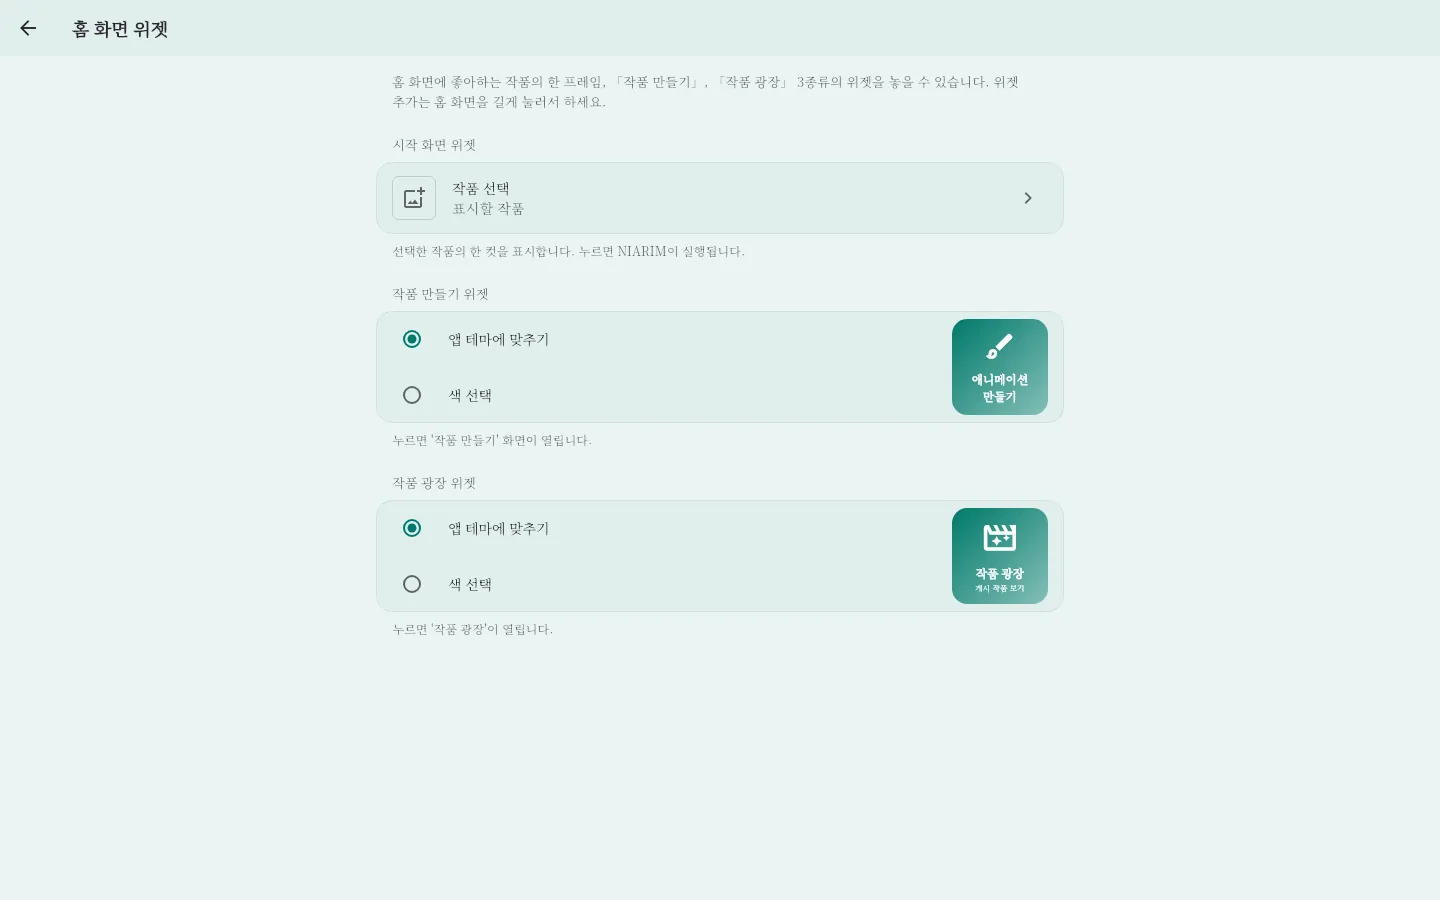 홈 화면 위젯
홈 화면에 좋아하는 작품의 한 프레임, 「작품 만들기」, 「작품 광장」 3종류의 위젯을 놓을 수 있습니다. 위젯
추가는 홈 화면을 길게 눌러서 하세요.
시작 화면 위젯
작품 선택
표시할 작품
선택한 작품의 한 컷을 표시합니다. 누르면 NIARIM이 실행됩니다.
작품 만들기 위젯
앱 테마에 맞추기
색 선택
애니메이션
만들기
누르면 '작품 만들기' 화면이 열립니다.
작품 광장 위젯
앱 테마에 맞추기
색 선택
작품 광장
게시 작품 보기
누르면 '작품 광장'이 열립니다.